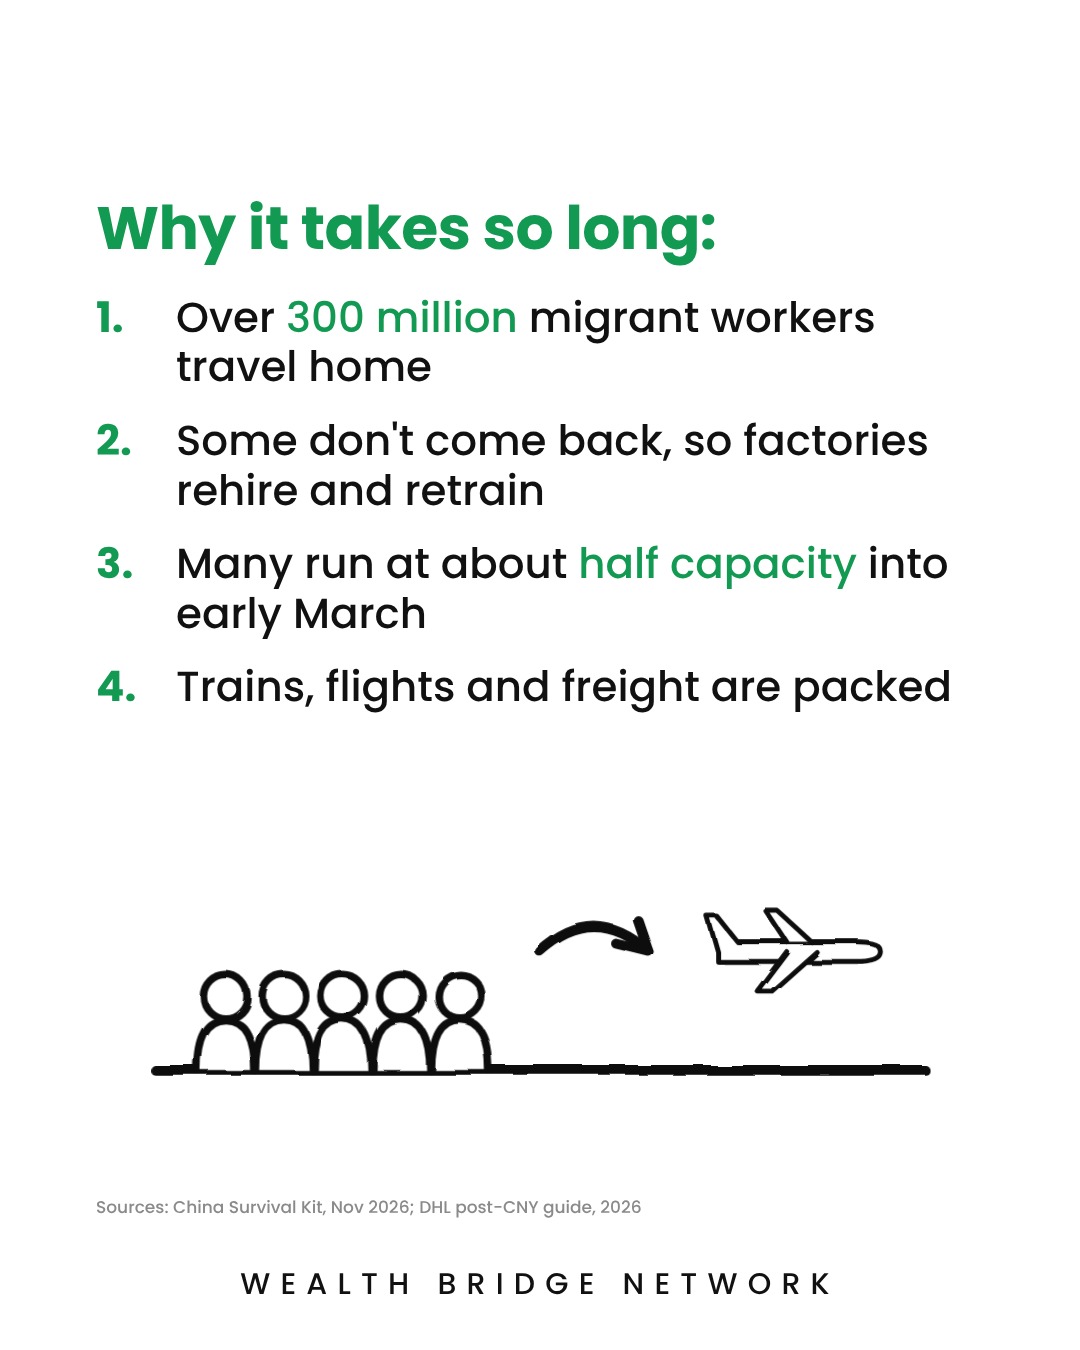 Why it takes so long:
1. Over 300 million migrant workers
travel home
2. Some don't come back, so factories
rehire and retrain
3. Many run at about half capacity into
early March
4. Trains, flights and freight are packed
Sources: China Survival Kit, Nov 2026; DHL post-CNY guide, 2026
WEALTH BRIDGE NETWORK